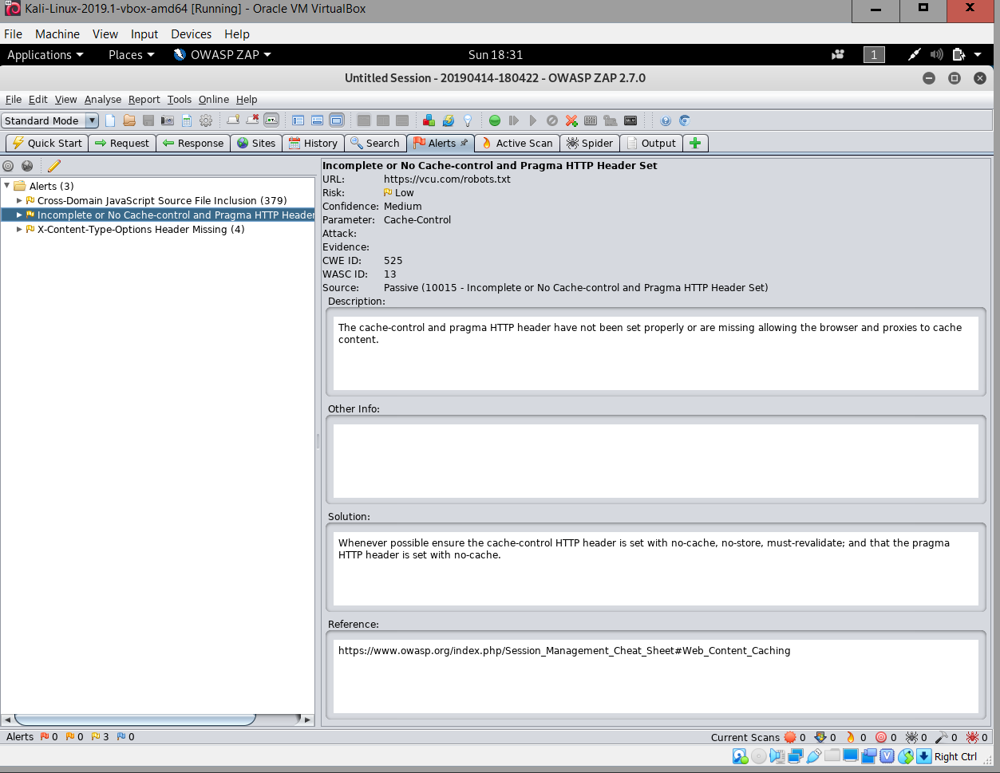 Kali-Linux-2019.1-vbox-amd64 [Running] - Oracle VM VirtualBox
File Machine View Input Devices Help
Applications Places OWASP ZAP Sun 18:31 1
Untitled Session - 20190414-180422 - OWASP ZAP 2.7.0
File Edit View Analyse Report Tools Online Help
Standard Mode
Quick Start Request Response Sites History Search Alerts Active Scan Spider Output
Alerts (3)
Cross-Domain JavaScript Source File Inclusion (379)
Incomplete or No Cache-control and Pragma HTTP Header
X-Content-Type-Options Header Missing (4)
Incomplete or No Cache-control and Pragma HTTP Header Set
URL: https://vcu.com/robots.txt
Risk: Low
Confidence: Medium
Parameter: Cache-Control
Attack:
Evidence:
CWE ID: 525
WASC ID: 13
Source: Passive (10015 - Incomplete or No Cache-control and Pragma HTTP Header Set)
Description:
The cache-control and pragma HTTP header have not been set properly or are missing allowing the browser and proxies to cache
content.
Other Info:
Solution:
Whenever possible ensure the cache-control HTTP header is set with no-cache, no-store, must-revalidate; and that the pragma
HTTP header is set with no-cache.
Reference:
https://www.owasp.org/index.php/Session_Management_Cheat_Sheet#Web_Content_Caching
Alerts 0 0 3 0 Current Scans 0 0 0 0 0 0 0
Right Ctrl